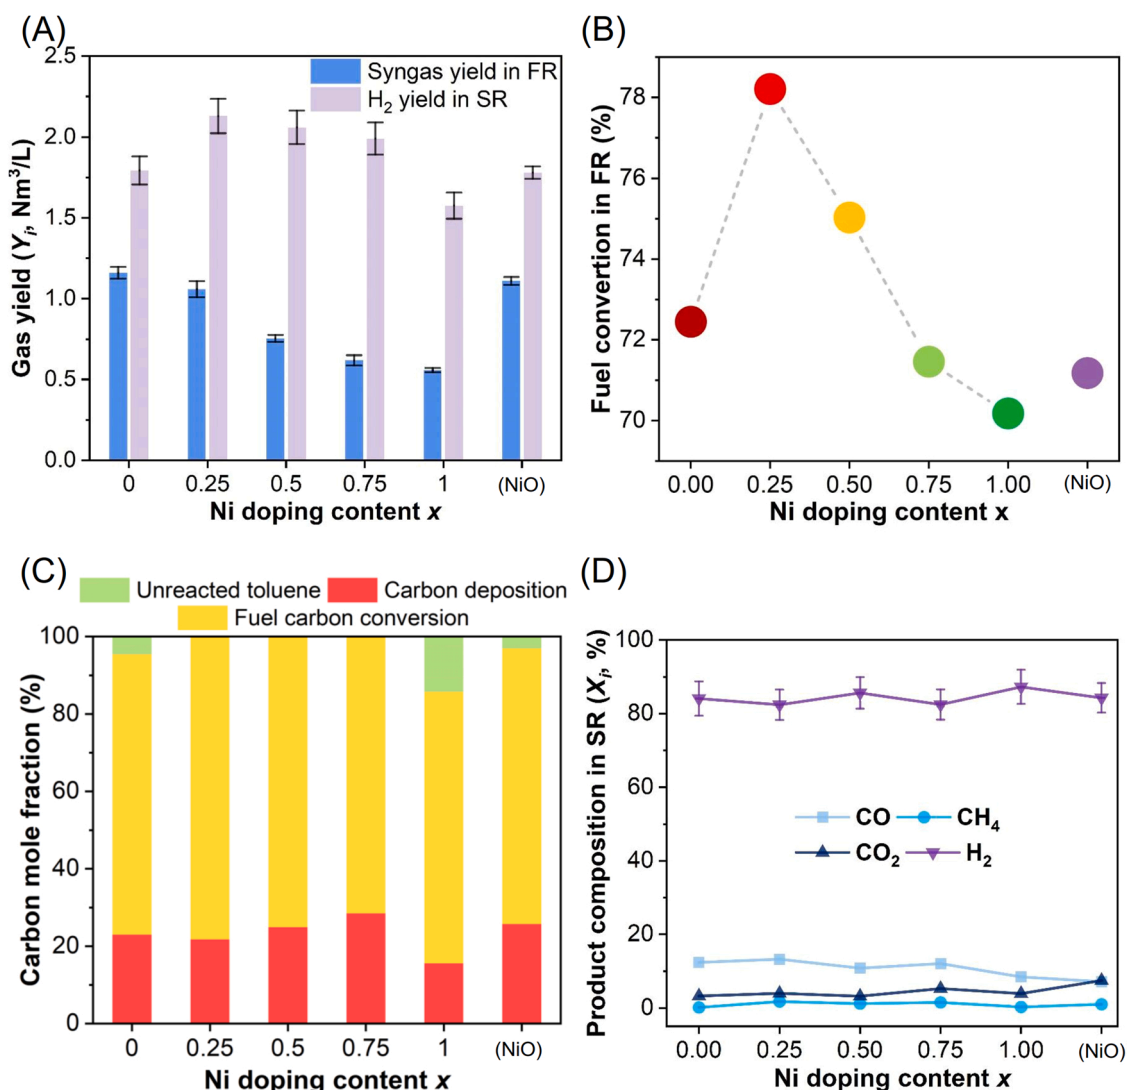 (A)
2.5
2.0
1.5
1.0
0.5
0.0
Gas yield (Yi, Nm3/L)
Syngas yield in FR
H2 yield in SR
0 0.25 0.5 0.75 1 (NiO)
Ni doping content x
(B)
78
76
74
72
70
Fuel convertion in FR (%)
0.00 0.25 0.50 0.75 1.00 (NiO)
Ni doping content x
(C)
Unreacted toluene Carbon deposition
Fuel carbon conversion
100
80
60
40
20
0
Carbon mole fraction (%)
0 0.25 0.5 0.75 1 (NiO)
Ni doping content x
(D)
100
80
60
40
20
0
Product composition in SR (Xi, %)
CO CH4
CO2 H2
0.00 0.25 0.50 0.75 1.00 (NiO)
Ni doping content x